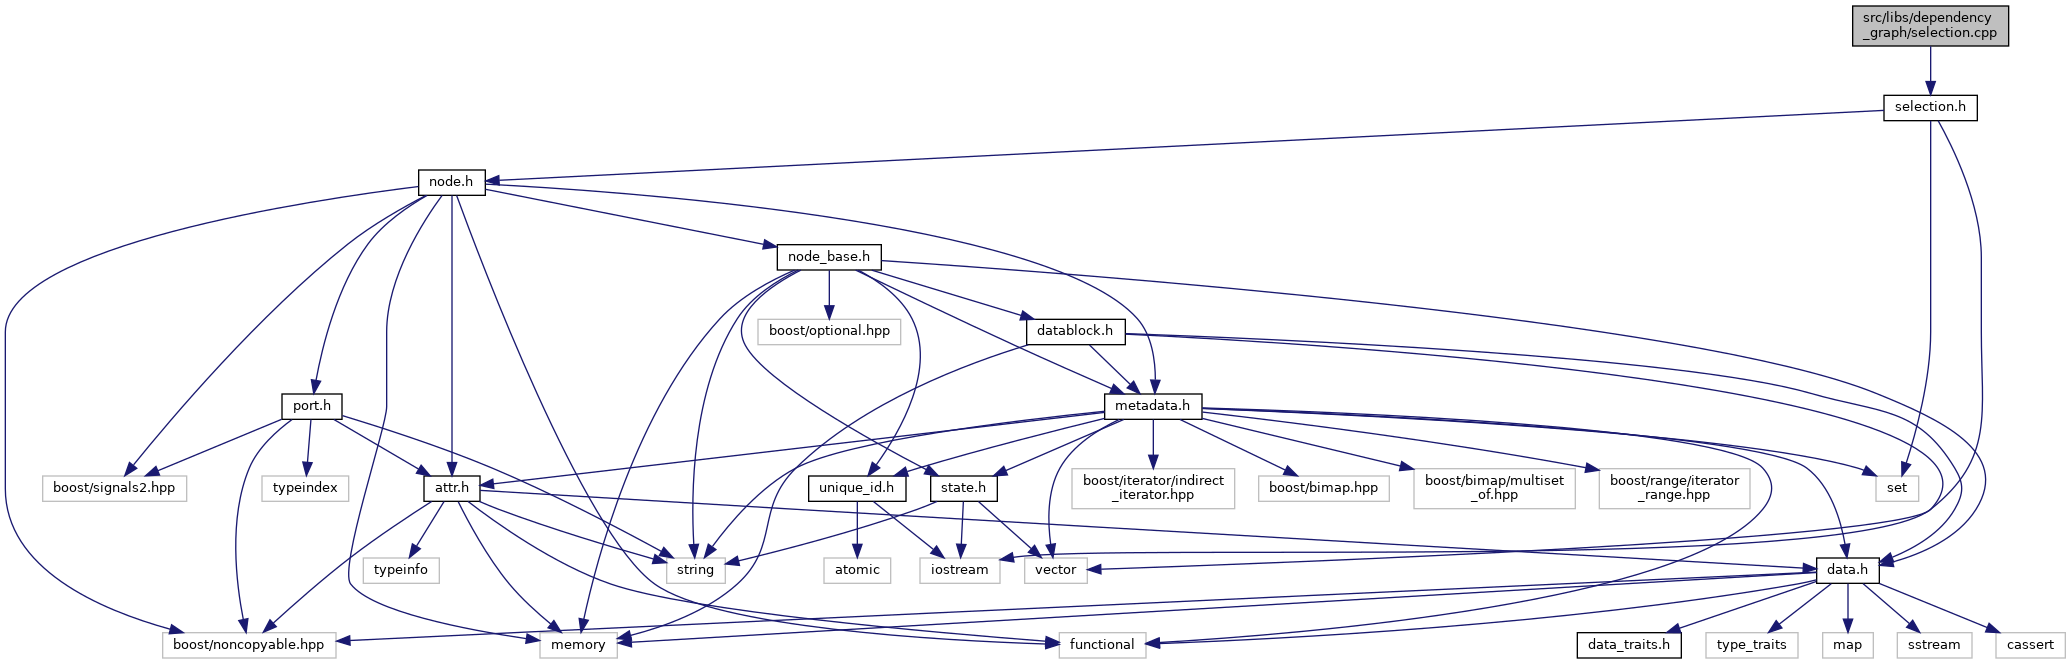 src/libs/dependency
_graph/selection.cpp
selection.h
node.h
node_base.h
boost/optional.hpp
datablock.h
port.h
metadata.h
boost/signals2.hpp
typeindex
attr.h
unique_id.h
state.h
boost/iterator/indirect
_iterator.hpp
boost/bimap.hpp
boost/bimap/multiset
_of.hpp
boost/range/iterator
_range.hpp
set
typeinfo
string
atomic
iostream
vector
data.h
boost/noncopyable.hpp
memory
functional
data_traits.h
type_traits
map
sstream
cassert